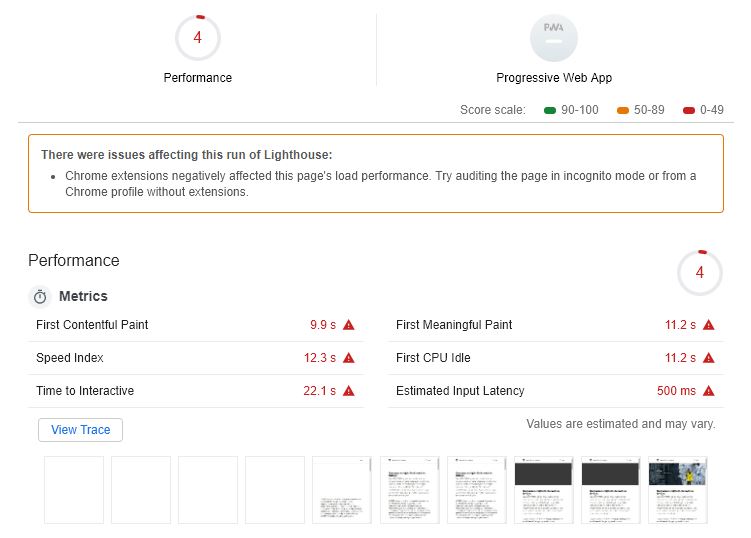 4
Performance
PWA
Progressive Web App
Score scale: 90-100 50-89 0-49
There were issues affecting this run of Lighthouse:
• Chrome extensions negatively affected this page's load performance. Try auditing the page in incognito mode or from a
Chrome profile without extensions.
Performance
4
Metrics
First Contentful Paint 9.9 s
First Meaningful Paint 11.2 s
Speed Index 12.3 s
First CPU Idle 11.2 s
Time to Interactive 22.1 s
Estimated Input Latency 500 ms
View Trace
Values are estimated and may vary.